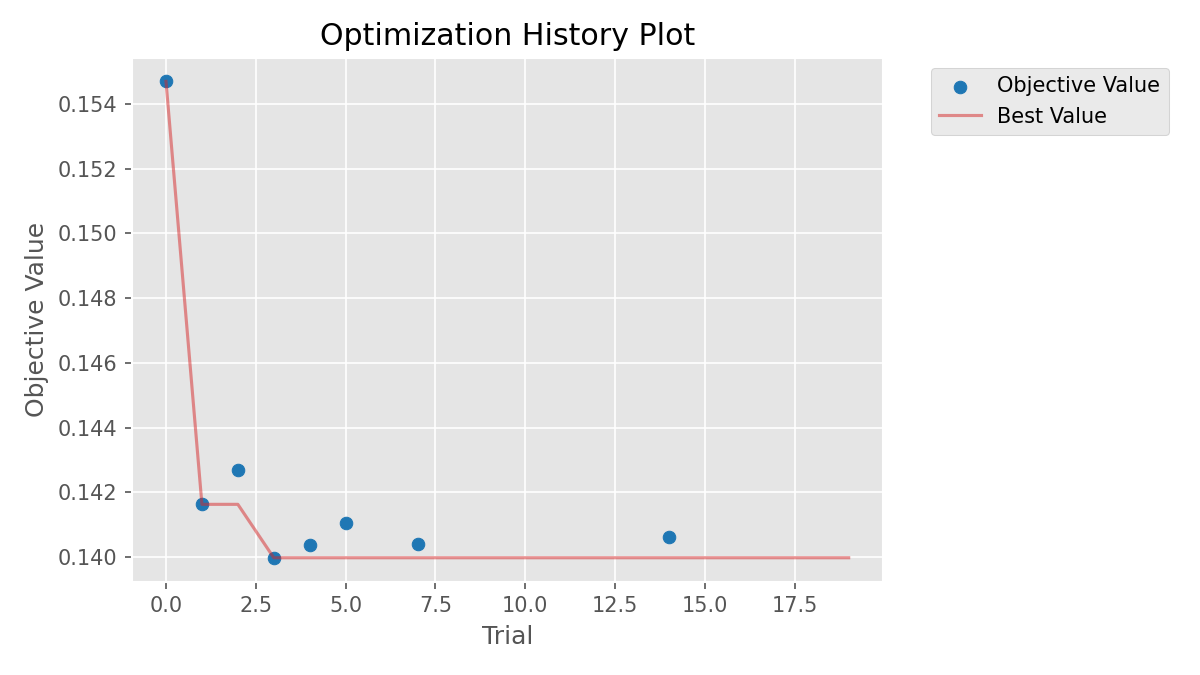 Optimization History Plot
Objective Value
Best Value
Objective Value
0.154
0.152
0.150
0.148
0.146
0.144
0.142
0.140
0.0 2.5 5.0 7.5 10.0 12.5 15.0 17.5
Trial